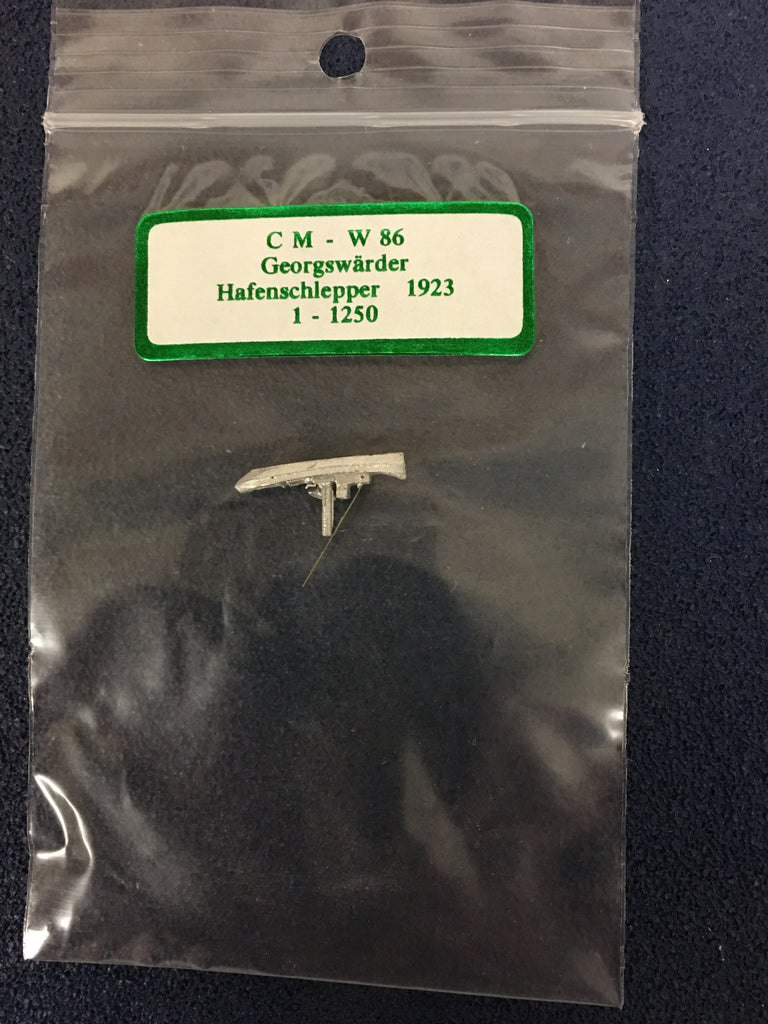 C M - W 86
Georgswärder
Hafenschlepper 1923
1 - 1250